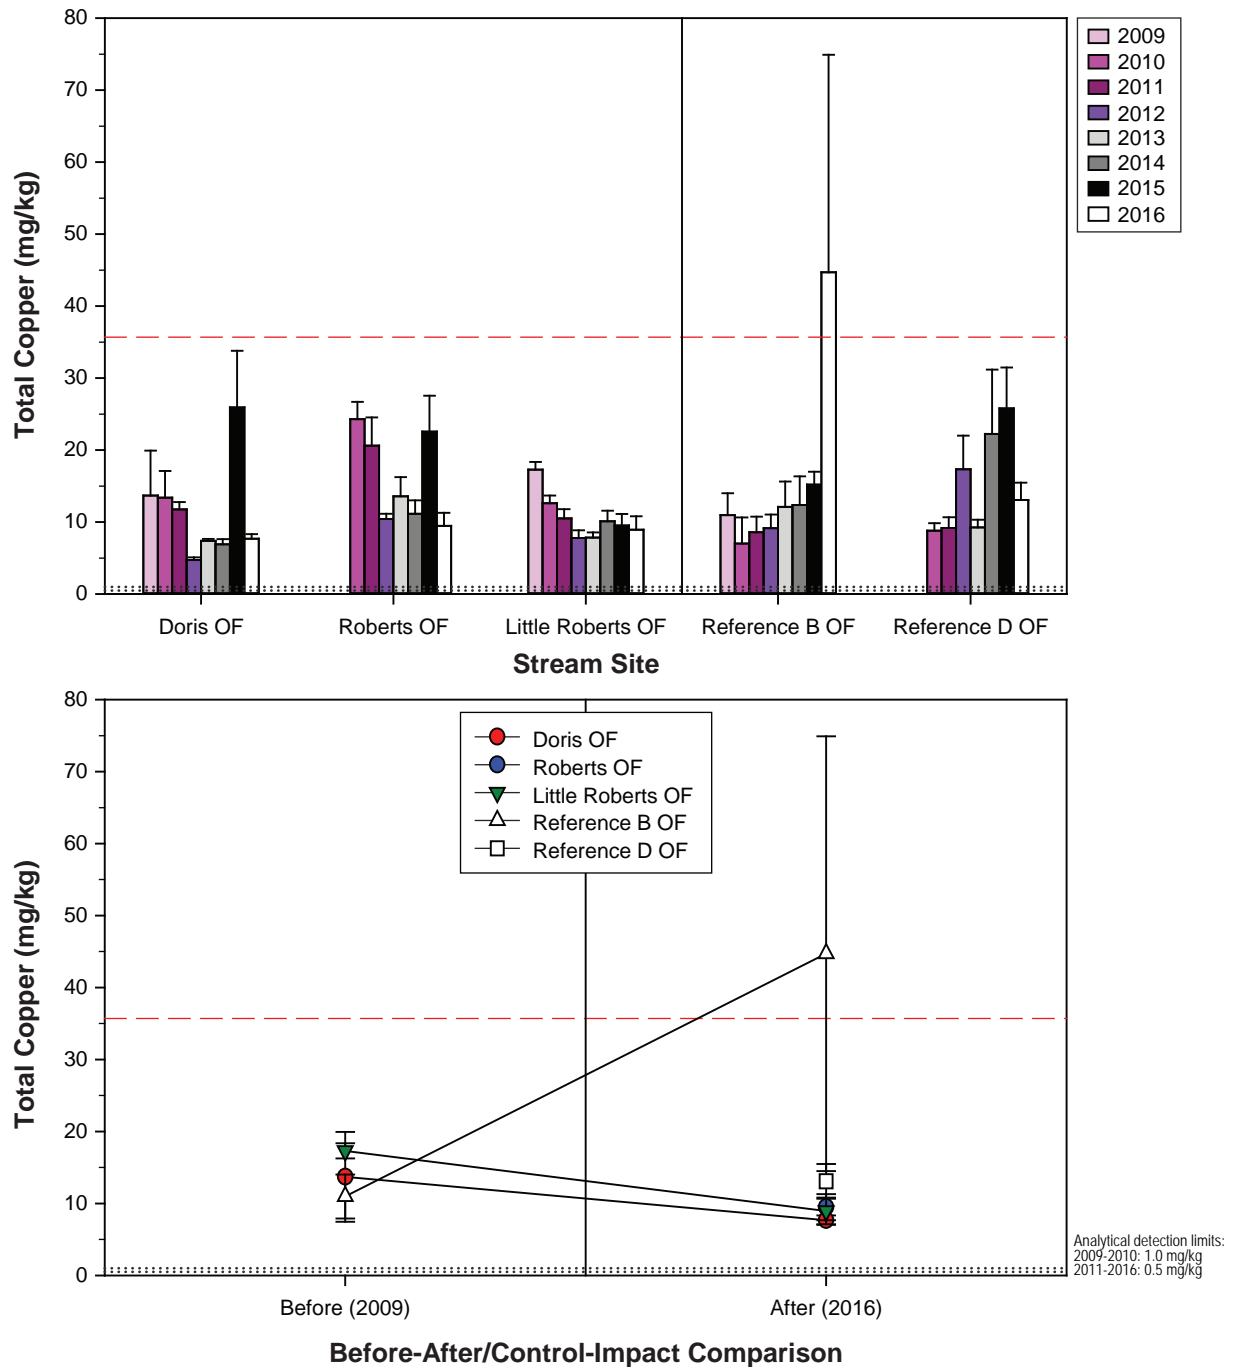 80
70
60
50
40
30
20
10
0
Total Copper (mg/kg)
2009
2010
2011
2012
2013
2014
2015
2016
Doris OF
Roberts OF
Little Roberts OF
Reference B OF
Reference D OF
Stream Site
80
70
60
50
40
30
20
10
0
Total Copper (mg/kg)
Doris OF
Roberts OF
Little Roberts OF
Reference B OF
Reference D OF
Analytical detection limits:
2009-2010: 1.0 mg/kg
2011-2016: 0.5 mg/kg
Before (2009)
After (2016)
Before-After/Control-Impact Comparison